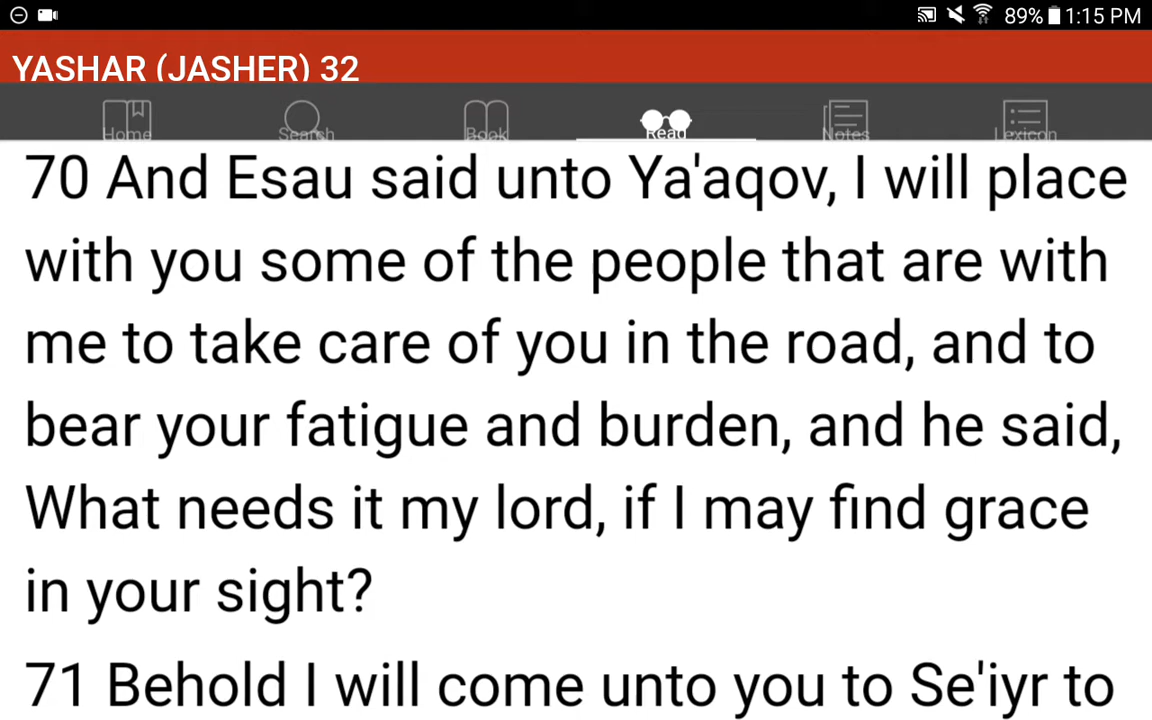 89% 1:15 PM
YASHAR (JASHER) 32
Home Search Book Read Notes Lexicon
70 And Esau said unto Ya'aqov, I will place
with you some of the people that are with
me to take care of you in the road, and to
bear your fatigue and burden, and he said,
What needs it my lord, if I may find grace
in your sight?
71 Behold I will come unto you to Se'iyr to